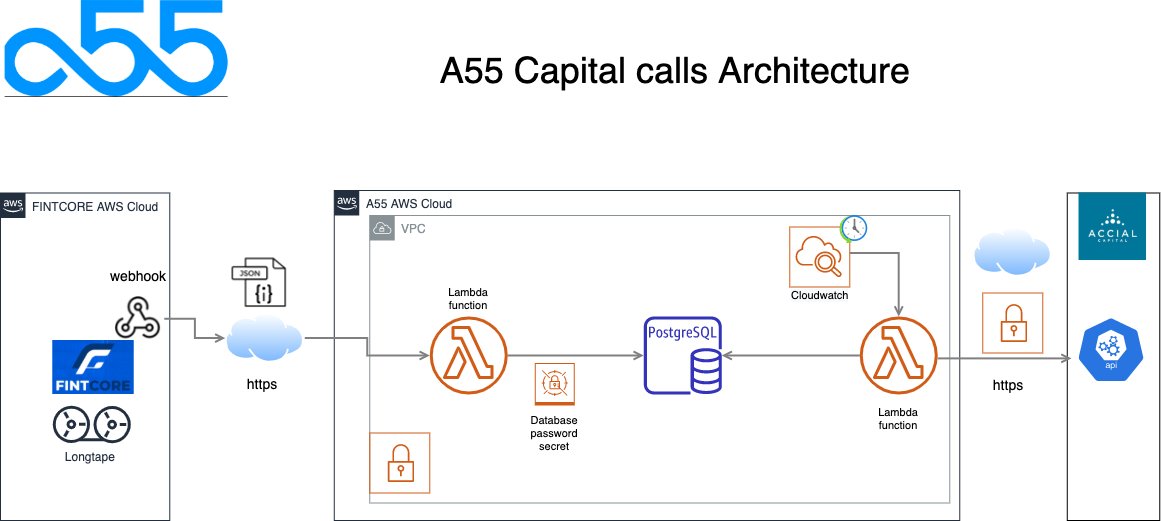 a55
A55 Capital calls Architecture
aws
FINTCORE AWS Cloud
webhook
FINTCORE
Longtape
JSON
{i}
https
aws
A55 AWS Cloud
VPC
Lambda
function
Database
password
secret
PostgreSQL
Cloudwatch
Lambda
function
https
ACCIAL
CAPITAL
api